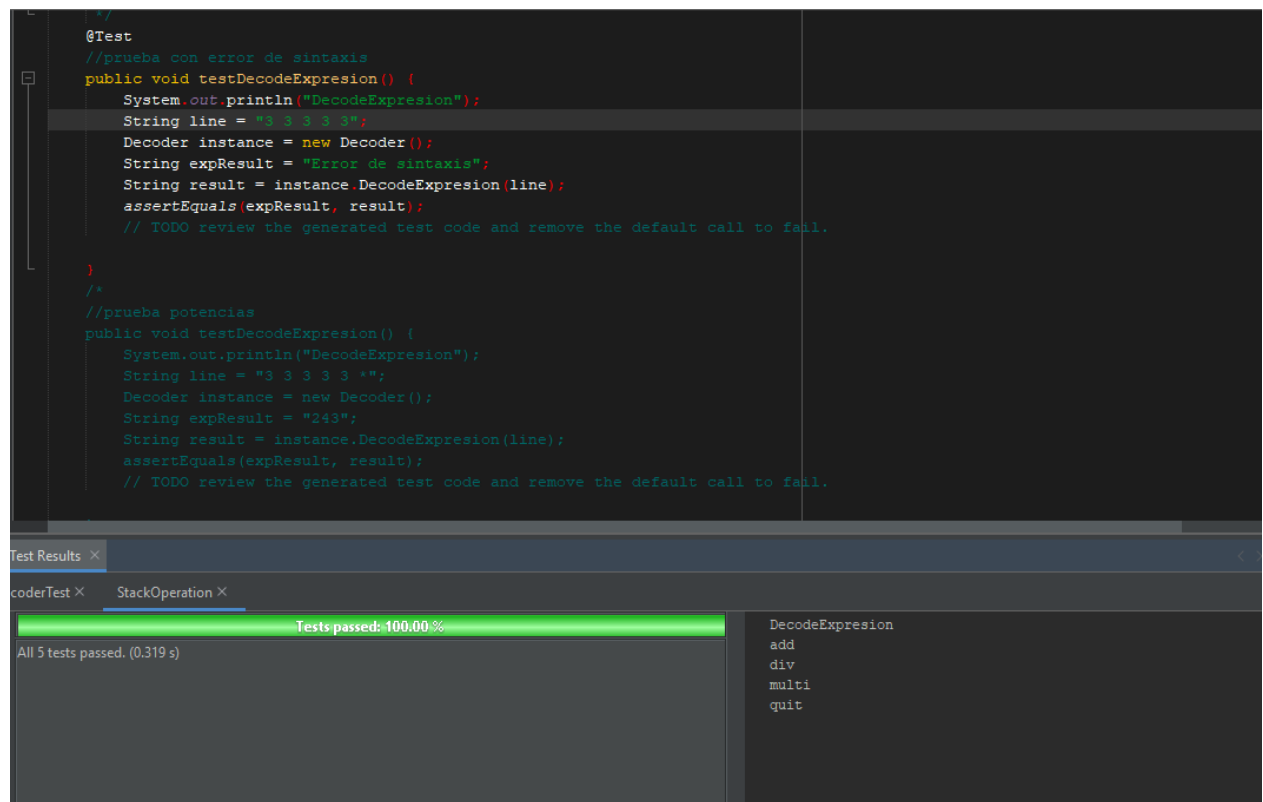 */
@Test
//prueba con error de sintaxis
public void testDecodeExpresion() {
System.out.println("DecodeExpresion");
String line = "3 3 3 3 3";
Decoder instance = new Decoder();
String expResult = "Error de sintaxis";
String result = instance.DecodeExpresion(line);
assertEquals(expResult, result);
// TODO review the generated test code and remove the default call to fail.
}
/*
//prueba potencias
public void testDecodeExpresion() {
System.out.println("DecodeExpresion");
String line = "3 3 3 3 3 *";
Decoder instance = new Decoder();
String expResult = "243";
String result = instance.DecodeExpresion(line);
assertEquals(expResult, result);
// TODO review the generated test code and remove the default call to fail.
Test Results ×
coderTest × StackOperation ×
Tests passed: 100.00 %
All 5 tests passed. (0.319 s)
DecodeExpresion
add
div
multi
quit